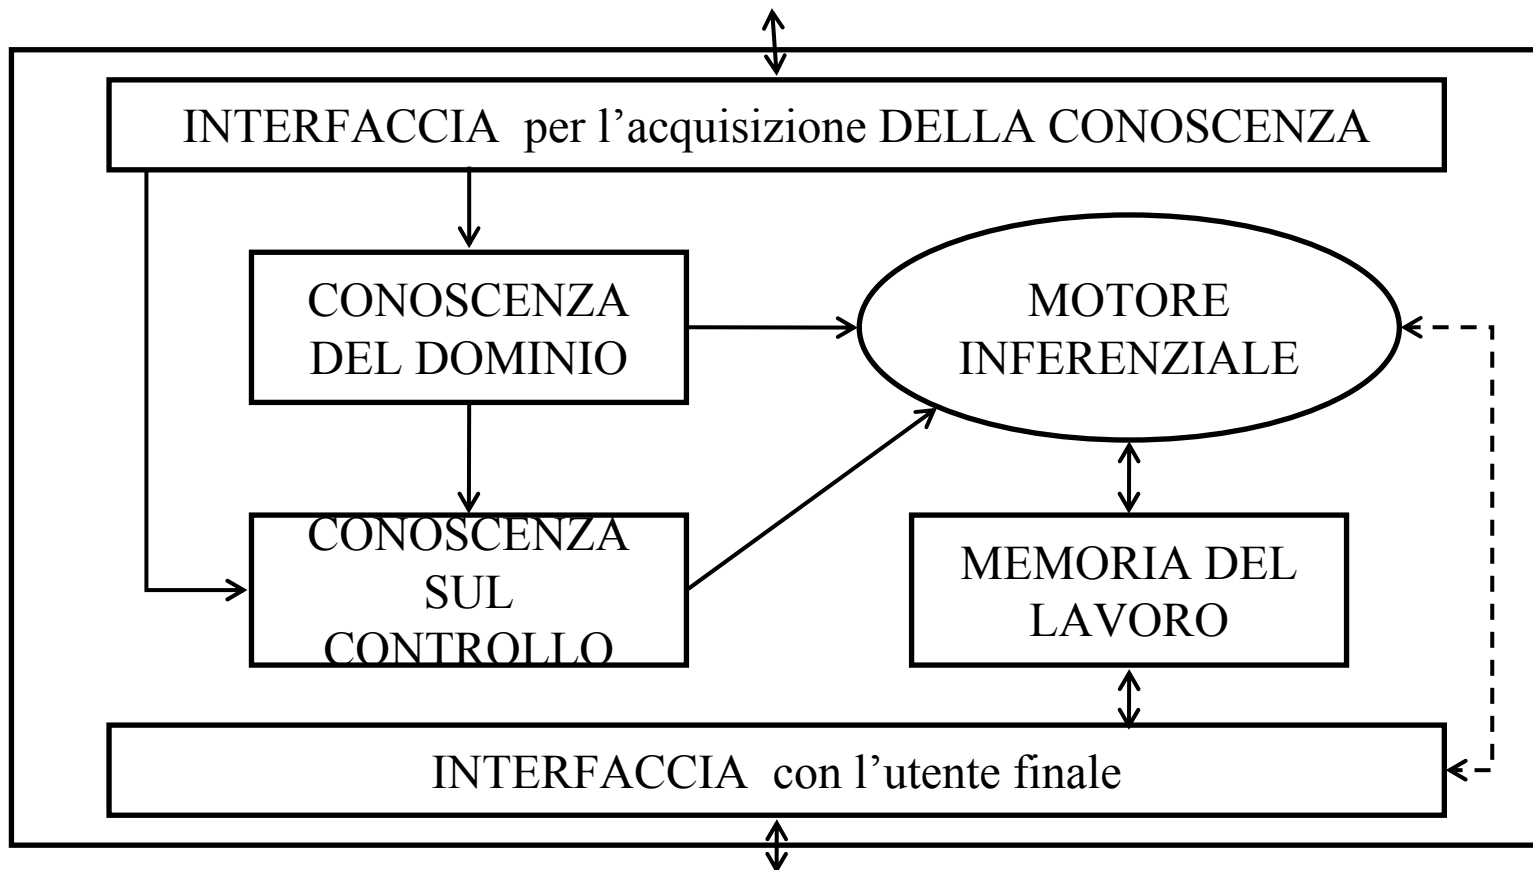 INTERFACCIA per l’acquisizione DELLA CONOSCENZA
CONOSCENZA
DEL DOMINIO
MOTORE
INFERENZIALE
CONOSCENZA
SUL
CONTROLLO
MEMORIA DEL
LAVORO
INTERFACCIA con l’utente finale